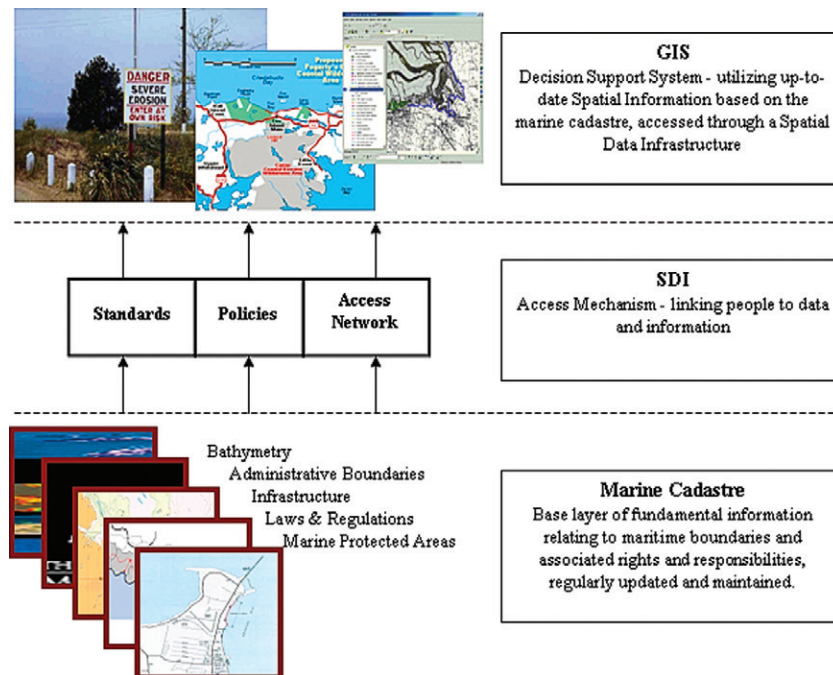 DANGER
SEVERE
EROSION
ENTER AT
OWN RISK
Chedabucto
Bay
GIS
Decision Support System - utilizing up-to-
date Spatial Information based on the
marine cadastre, accessed through a Spatial
Data Infrastructure
Standards
Policies
Access
Network
SDI
Access Mechanism - linking people to data
and information
Bathymetry
Administrative Boundaries
Infrastructure
Laws & Regulations
Marine Protected Areas
Marine Cadastre
Base layer of fundamental information
relating to maritime boundaries and
associated rights and responsibilities,
regularly updated and maintained.